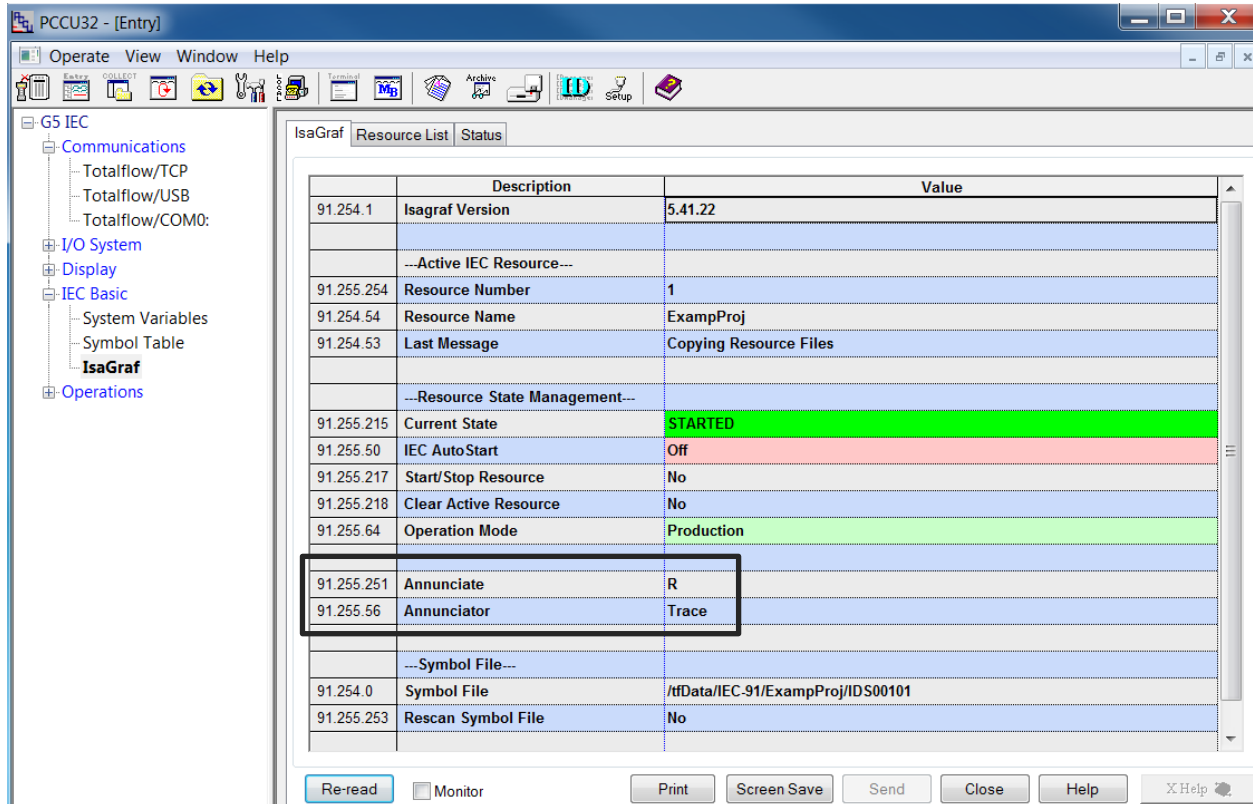 PCCU32 - [Entry]
Operate View Window Help
Entry COLLECT Terminal MB Archive ID Setup
G5 IEC
Communications
Totalflow/TCP
Totalflow/USB
Totalflow/COM0:
I/O System
Display
IEC Basic
System Variables
Symbol Table
IsaGraf
Operations
IsaGraf Resource List Status
Description Value
91.254.1 Isagraf Version 5.41.22
---Active IEC Resource---
91.255.254 Resource Number 1
91.254.54 Resource Name ExampProj
91.254.53 Last Message Copying Resource Files
---Resource State Management---
91.255.215 Current State STARTED
91.255.50 IEC AutoStart Off
91.255.217 Start/Stop Resource No
91.255.218 Clear Active Resource No
91.255.64 Operation Mode Production
91.255.251 Annunciate R
91.255.56 Annunciator Trace
---Symbol File---
91.254.0 Symbol File /tfData/IEC-91/ExampProj/IDS00101
91.255.253 Rescan Symbol File No
Re-read Monitor Print Screen Save Send Close Help X Help